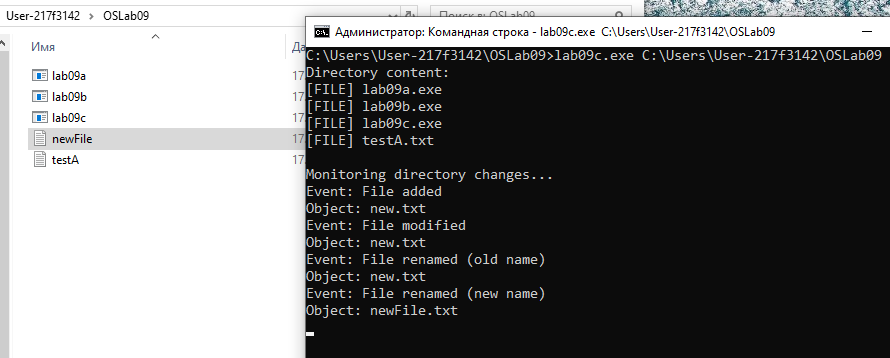 User-217f3142 > OSLab09
Поиск в: OSLab09
Имя
Да
lab09a
17
lab09b
17
lab09c
17
newFile
17
testA
17
Администратор: Командная строка - lab09c.exe C:\Users\User-217f3142\OSLab09
C:\Users\User-217f3142\OSLab09>lab09c.exe C:\Users\User-217f3142\OSLab09
Directory content:
[FILE] lab09a.exe
[FILE] lab09b.exe
[FILE] lab09c.exe
[FILE] testA.txt
Monitoring directory changes...
Event: File added
Object: new.txt
Event: File modified
Object: new.txt
Event: File renamed (old name)
Object: new.txt
Event: File renamed (new name)
Object: newFile.txt